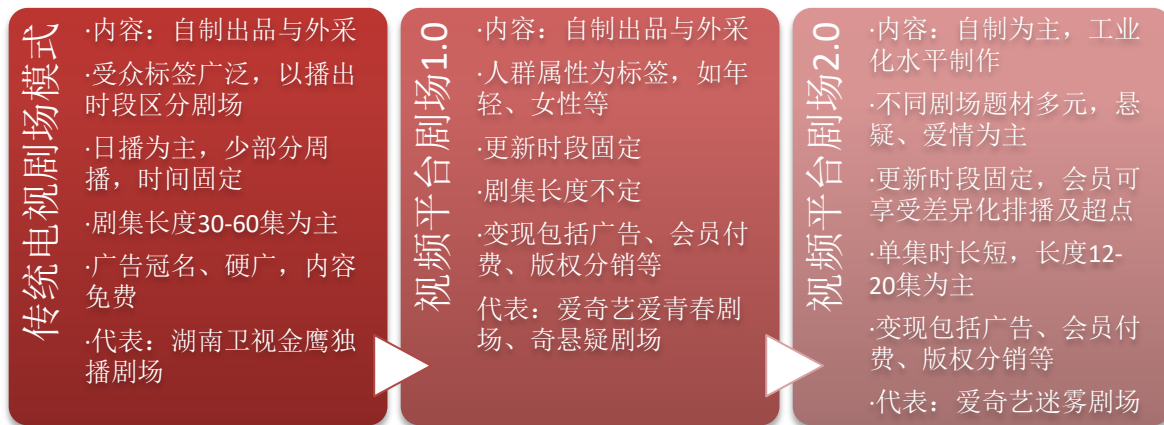 传统电视剧场模式
·内容：自制出品与外采
·受众标签广泛，以播出
时段区分剧场
·日播为主，少部分周
播，时间固定
·剧集长度30-60集为主
·广告冠名、硬广，内容
免费
·代表：湖南卫视金鹰独
播剧场
视频平台剧场1.0
·内容：自制出品与外采
·人群属性为标签，如年
轻、女性等
·更新时段固定
·剧集长度不定
·变现包括广告、会员付
费、版权分销等
代表：爱奇艺爱青春剧
场、奇悬疑剧场
视频平台剧场2.0
·内容：自制为主，工业
化水平制作
·不同剧场题材多元，悬
疑、爱情为主
·更新时段固定，会员可
享受差异化排播及超点
·单集时长短，长度12-
20集为主
·变现包括广告、会员付
费、版权分销等
·代表：爱奇艺迷雾剧场